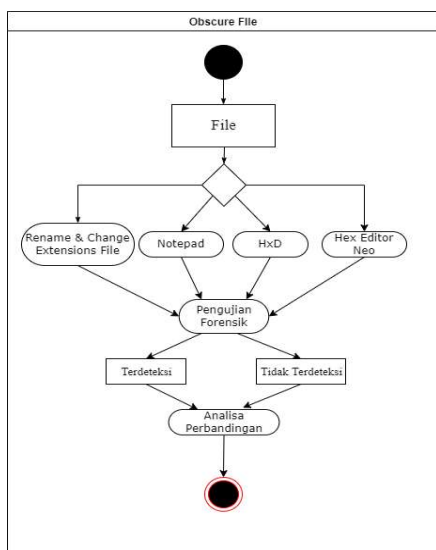 Obscure File
File
Rename & Change
Extensions File
Notepad
HxD
Hex Editor
Neo
Pengujian
Forensik
Terdeteksi
Tidak Terdeteksi
Analisa
Perbandingan